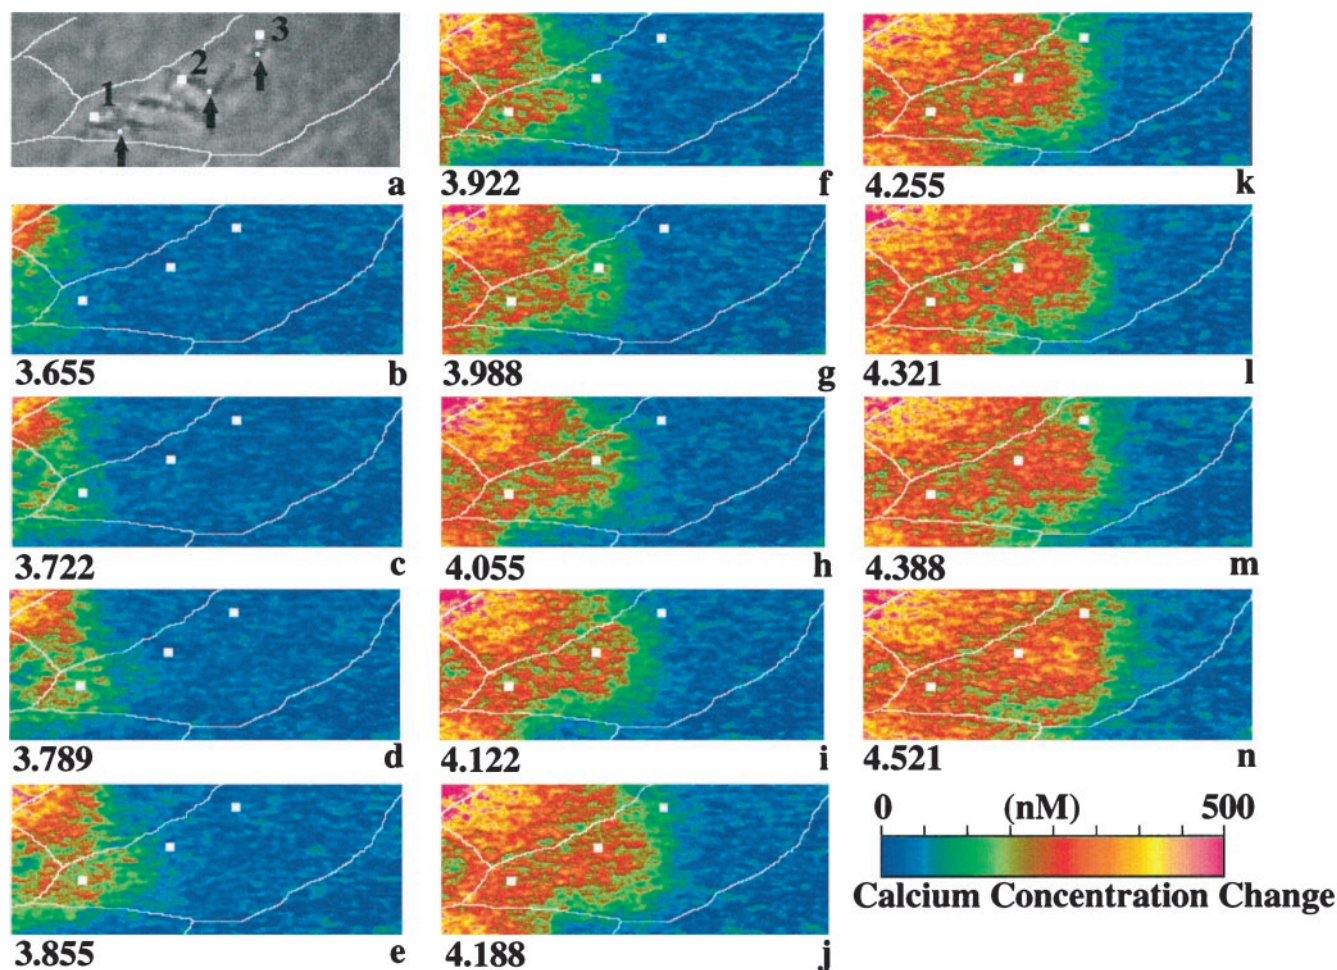 1
2
3
a
3.655
b
3.722
c
3.789
d
3.855
e
3.922
f
3.988
g
4.055
h
4.122
i
4.188
j
4.255
k
4.321
l
4.388
m
4.521
n
0 (nM) 500
Calcium Concentration Change